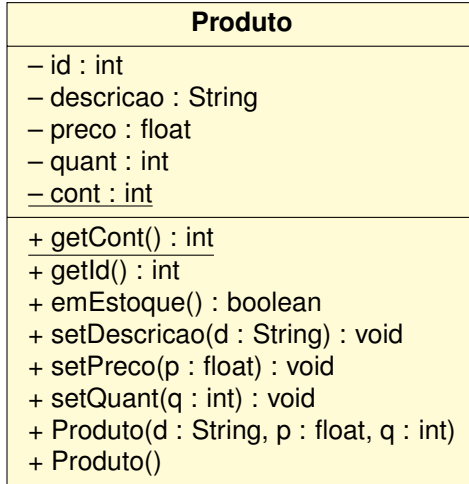 Produto
– id : int
– descricao : String
– preco : float
– quant : int
– cont : int
+ getCont() : int
+ getId() : int
+ emEstoque() : boolean
+ setDescricao(d : String) : void
+ setPreco(p : float) : void
+ setQuant(q : int) : void
+ Produto(d : String, p : float, q : int)
+ Produto()